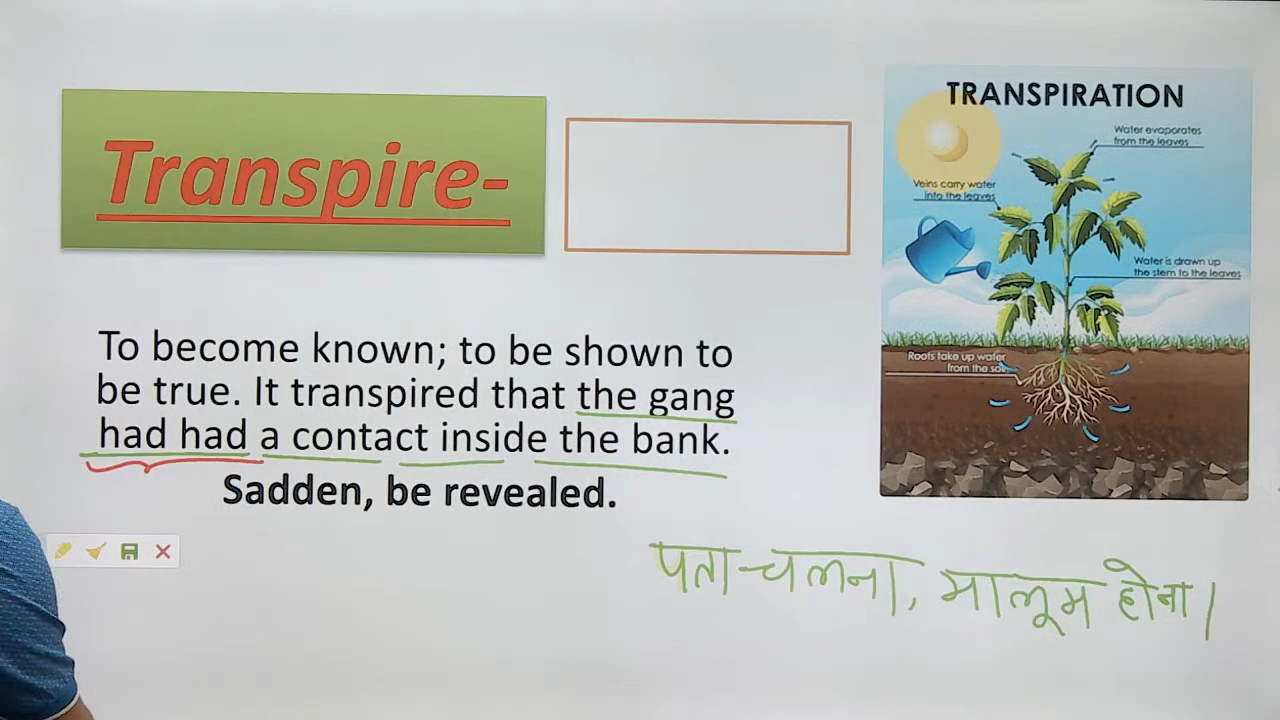 Transpire-
To become known; to be shown to
be true. It transpired that the gang
had had a contact inside the bank.
Sadden, be revealed.
पता चलना, मालूम होना।
TRANSPIRATION
Water evaporates
from the leaves
Veins carry water
into the leaves
Water is drawn up
the stem to the leaves
Roots take up water
from the soil